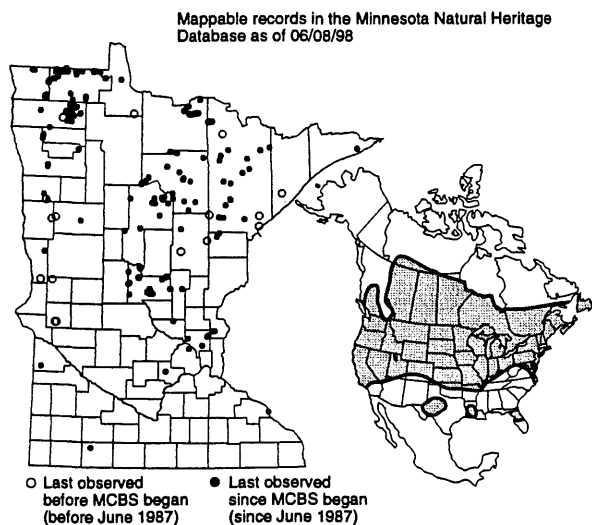 Mappable records in the Minnesota Natural Heritage
Database as of 06/08/98
Last observed
before MCBS began
(before June 1987)
Last observed
since MCBS began
(since June 1987)